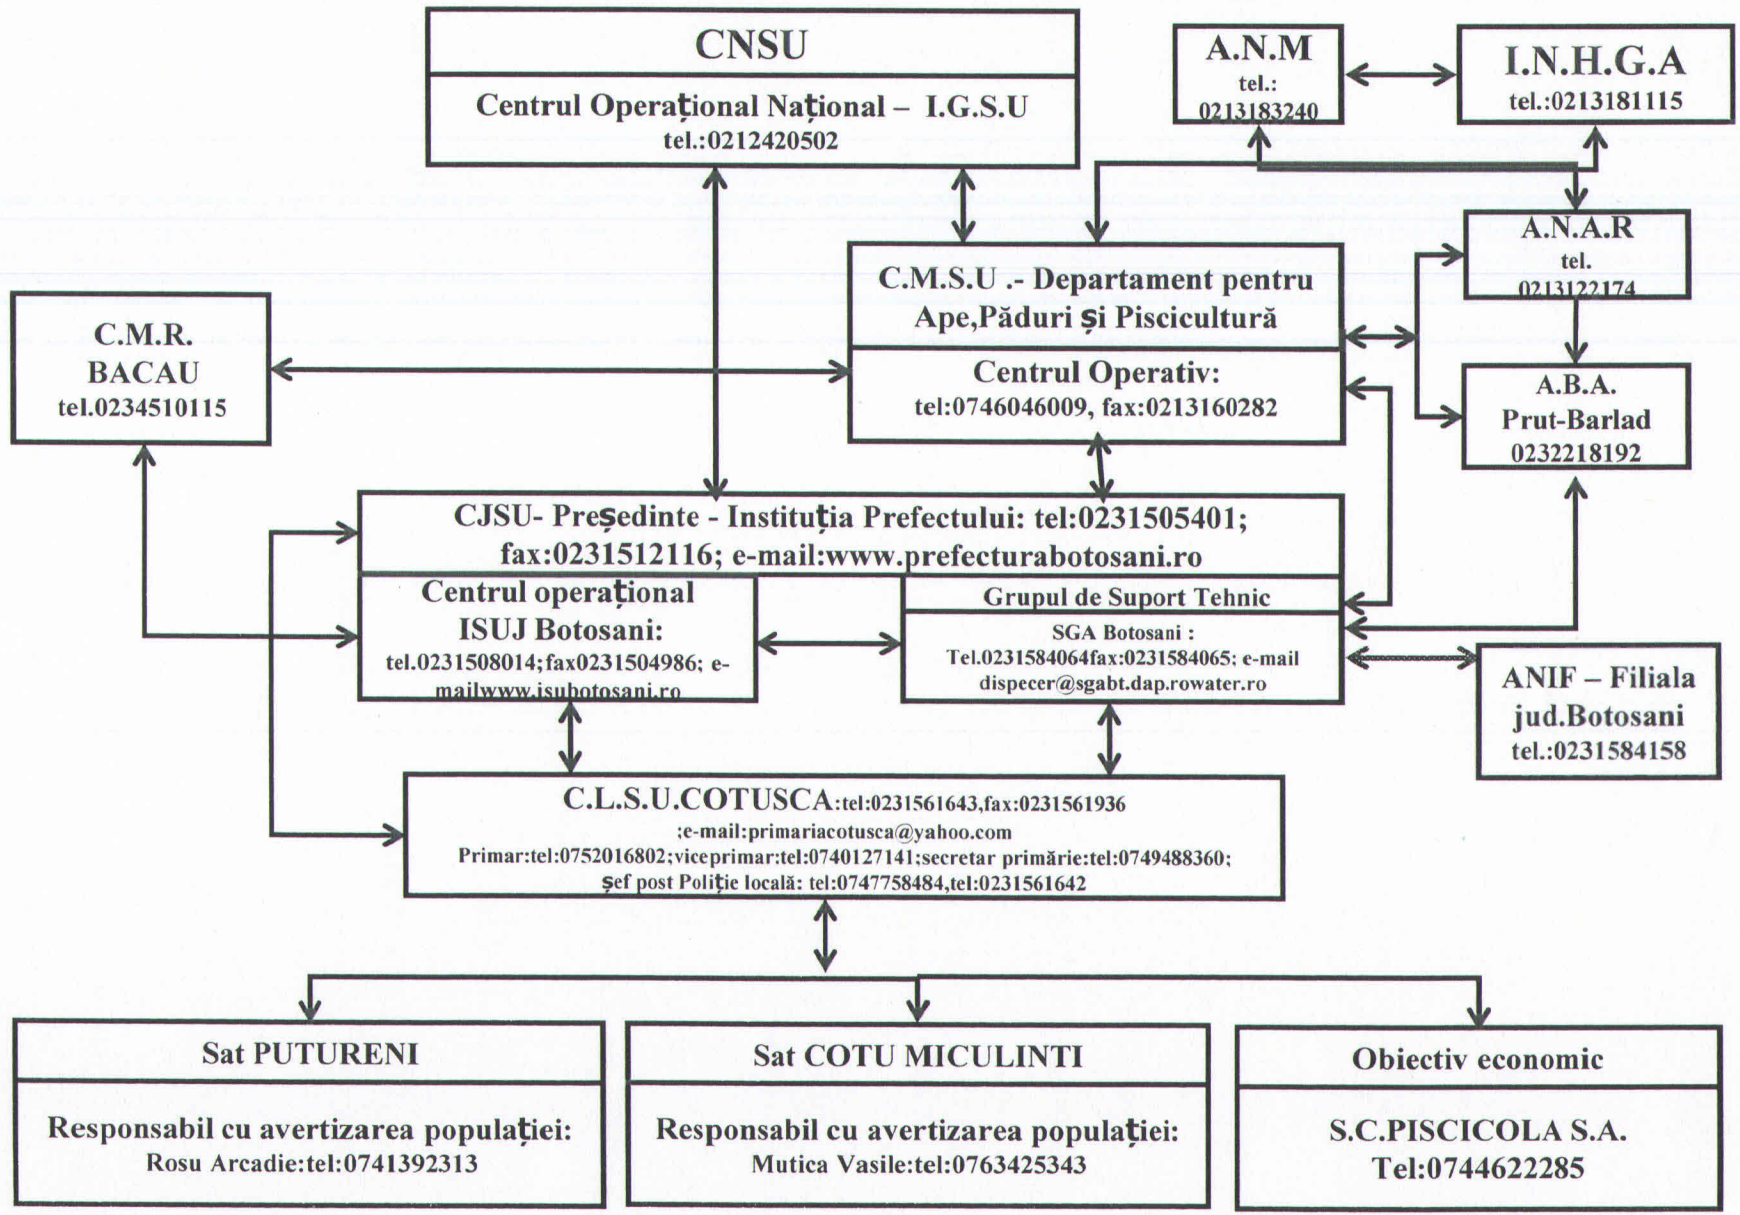 CNSU
Centrul Operațional Național – I.G.S.U
tel.:0212420502
A.N.M
tel.:
0213183240
I.N.H.G.A
tel.:0213181115
C.M.S.U .- Departament pentru
Ape,Păduri și Piscicultură
Centrul Operativ:
tel:0746046009, fax:0213160282
A.N.A.R
tel.
0213122174
C.M.R.
BACAU
tel.0234510115
A.B.A.
Prut-Barlad
0232218192
CJSU- Președinte - Instituția Prefectului: tel:0231505401;
fax:0231512116; e-mail:www.prefecturabotosani.ro
Centrul operațional
ISUJ Botosani:
tel.0231508014;fax0231504986; e-
mailwww.isubotosani.ro
Grupul de Suport Tehnic
SGA Botosani :
Tel.0231584064fax:0231584065; e-mail
dispecer@sgabt.dap.rowater.ro
ANIF – Filiala
jud.Botosani
tel.:0231584158
C.L.S.U.COTUSCA:tel:0231561643,fax:0231561936
;e-mail:primariacotusca@yahoo.com
Primar:tel:0752016802;viceprimar:tel:0740127141;secretar primărie:tel:0749488360;
șef post Poliție locală: tel:0747758484,tel:0231561642
Sat PUTURENI
Responsabil cu avertizarea populației:
Rosu Arcadie:tel:0741392313
Sat COTU MICULINTI
Responsabil cu avertizarea populației:
Mutica Vasile:tel:0763425343
Obiectiv economic
S.C.PISCICOLA S.A.
Tel:0744622285